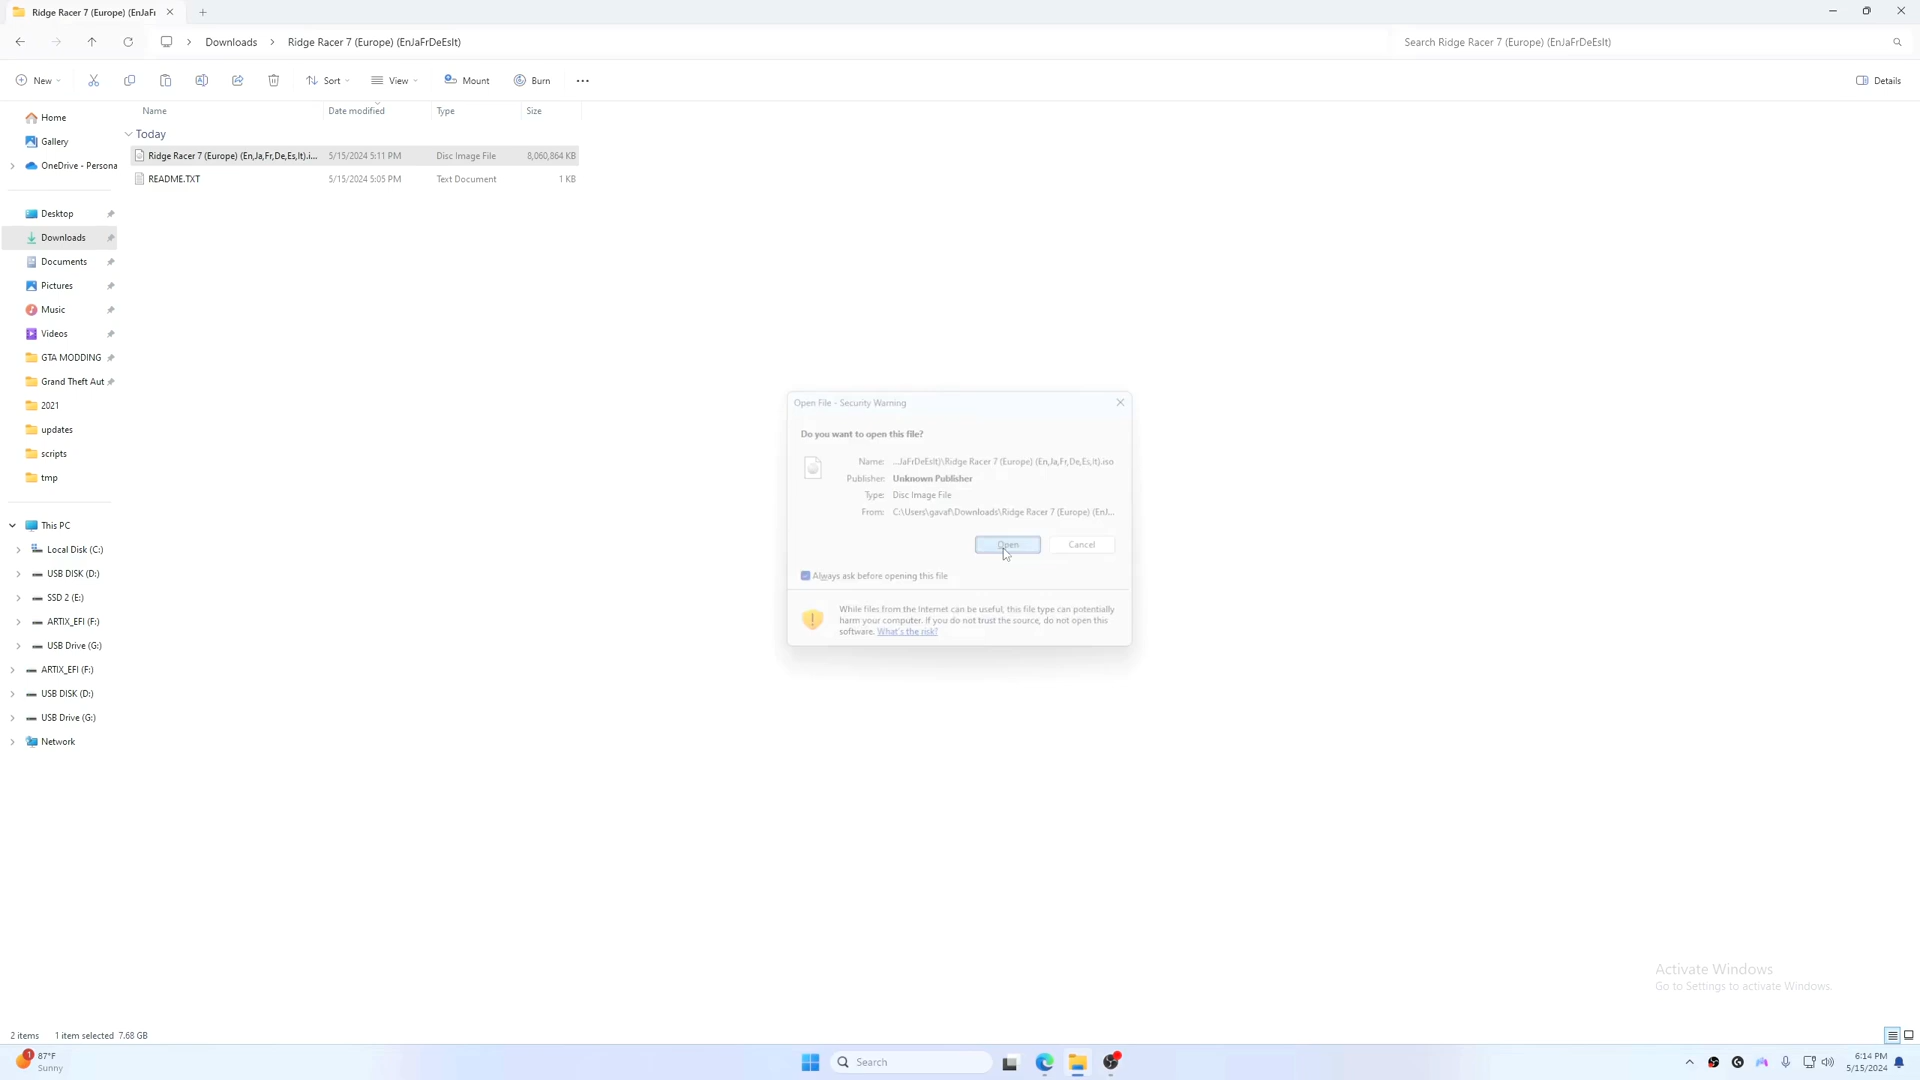 Ridge Racer 7 (Europe) (EnJaFr
Downloads > Ridge Racer 7 (Europe) (EnJaFrDeEsIt)
Search Ridge Racer 7 (Europe) (EnJaFrDeEsIt)
New
Sort
View
Mount
Burn
Details
Name Date modified Type Size
Today
Ridge Racer 7 (Europe) (En,Ja,Fr,De,Es,It).i... 5/15/2024 5:11 PM Disc Image File 8,060,864 KB
README.TXT 5/15/2024 5:05 PM Text Document 1 KB
Home
Gallery
OneDrive - Persona
Desktop
Downloads
Documents
Pictures
Music
Videos
GTA MODDING
Grand Theft Aut
2021
updates
scripts
tmp
This PC
Local Disk (C:)
USB DISK (D:)
SSD 2 (E:)
ARTIX_EFI (F:)
USB Drive (G:)
ARTIX_EFI (F:)
USB DISK (D:)
USB Drive (G:)
Network
Open File - Security Warning
Do you want to open this file?
Name: ...JaFrDeEsIt)\Ridge Racer 7 (Europe) (En,Ja,Fr,De,Es,It).iso
Publisher: Unknown Publisher
Type: Disc Image File
From: C:\Users\gavaf\Downloads\Ridge Racer 7 (Europe) (EnJ...
Open Cancel
Always ask before opening this file
While files from the Internet can be useful, this file type can potentially
harm your computer. If you do not trust the source, do not open this
software. What's the risk?
Activate Windows
Go to Settings to activate Windows.
2 items 1 item selected 7.68 GB
1
87°F
Sunny
Search
6:14 PM
5/15/2024